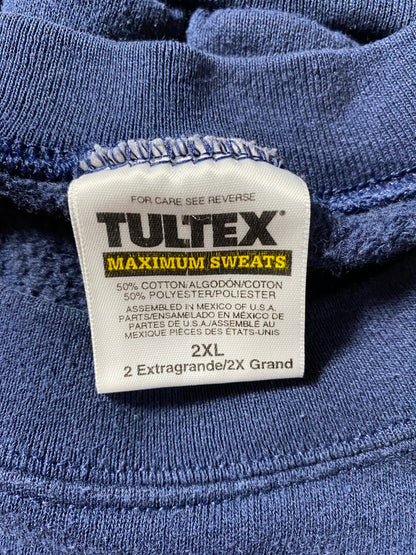 FOR CARE SEE REVERSE
TULTEX®
MAXIMUM SWEATS
50% COTTON/ALGODÓN/COTON
50% POLYESTER/POLIESTER
ASSEMBLED IN MEXICO OF U.S.A.
PARTS/ENSAMBLADO EN MÉXICO DE
PARTES DE U.S.A./ASSEMBLÉ AU
MEXIQUE PIÈCES DES ÉTATS-UNIS
2XL
2 Extragrande/2X Grand